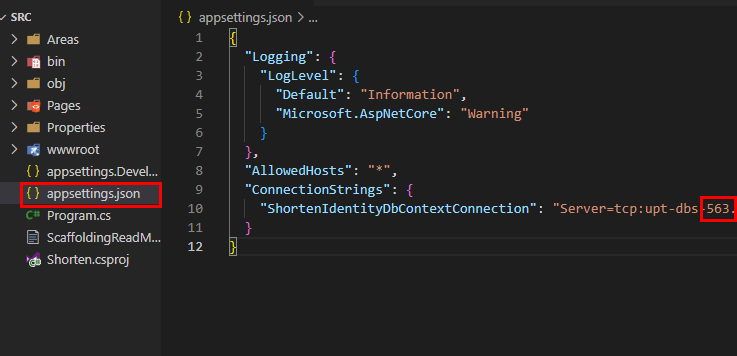 SRC
Areas
bin
obj
Pages
Properties
wwwroot
{ } appsettings.Devel...
{ } appsettings.json
C# Program.cs
ScaffoldingReadM...
Shorten.csproj
{ } appsettings.json > ...
1 {
2 "Logging": {
3 "LogLevel": {
4 "Default": "Information",
5 "Microsoft.AspNetCore": "Warning"
6 }
7 },
8 "AllowedHosts": "*",
9 "ConnectionStrings": {
10 "ShortenIdentityDbContextConnection": "Server=tcp:upt-dbs-563.
11 }
12 }